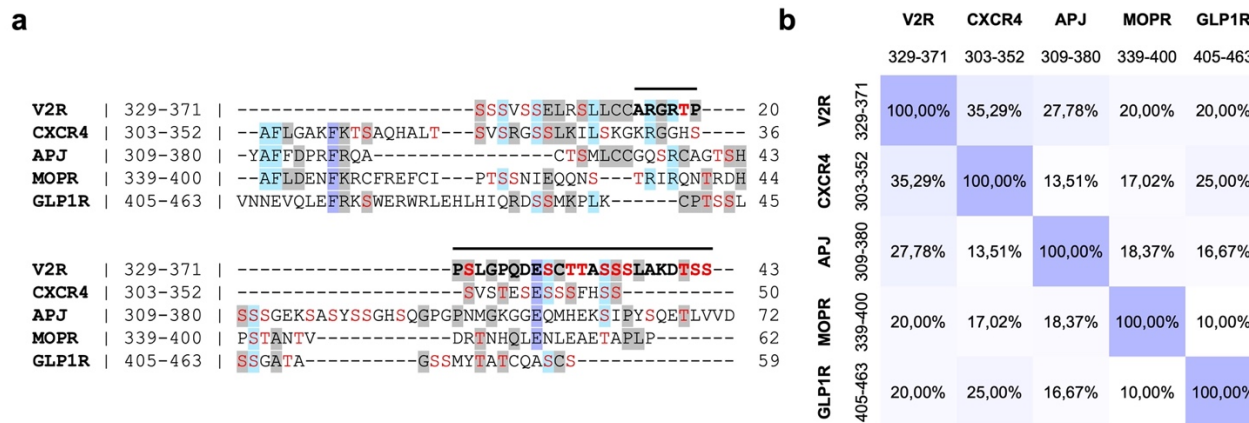 a
V2R | 329-371 | ---------------------SSSVSSELRSLLCCARGRTP---- 20
CXCR4 | 303-352 | --AFLGAKFKTSAQHALT---SVSRGSSLKILSKGKRGGHS---- 36
APJ | 309-380 | -YAFFDPRFRQA----------------CTSMLCCGQSRCAGTSH 43
MOPR | 339-400 | --AFLDENFKRCFREFCI---PTSSNIEQQNS---TRIRQNTRDH 44
GLP1R | 405-463 | VNNEVQLEFRKSWERWRLEHLHIQRDSSMKPLK------CPTSSL 45
V2R | 329-371 | -------------------PSLGPQDESCTTASSSLAKDTSS-- 43
CXCR4 | 303-352 | --------------------SVSTESESSSFHSS---------- 50
APJ | 309-380 | SSSGEKSASYSSGHSQGPGPNMGKGGEQMHEKSIPYSQETLVVD 72
MOPR | 339-400 | PSTANTV------------DRTNHQLENLEAETAPLP------- 62
GLP1R | 405-463 | SSGATA----------GSSMYTATCQASCS-------------- 59
b
V2R CXCR4 APJ MOPR GLP1R
329-371 303-352 309-380 339-400 405-463
V2R 329-371 100,00% 35,29% 27,78% 20,00% 20,00%
CXCR4 303-352 35,29% 100,00% 13,51% 17,02% 25,00%
APJ 309-380 27,78% 13,51% 100,00% 18,37% 16,67%
MOPR 339-400 20,00% 17,02% 18,37% 100,00% 10,00%
GLP1R 405-463 20,00% 25,00% 16,67% 10,00% 100,00%